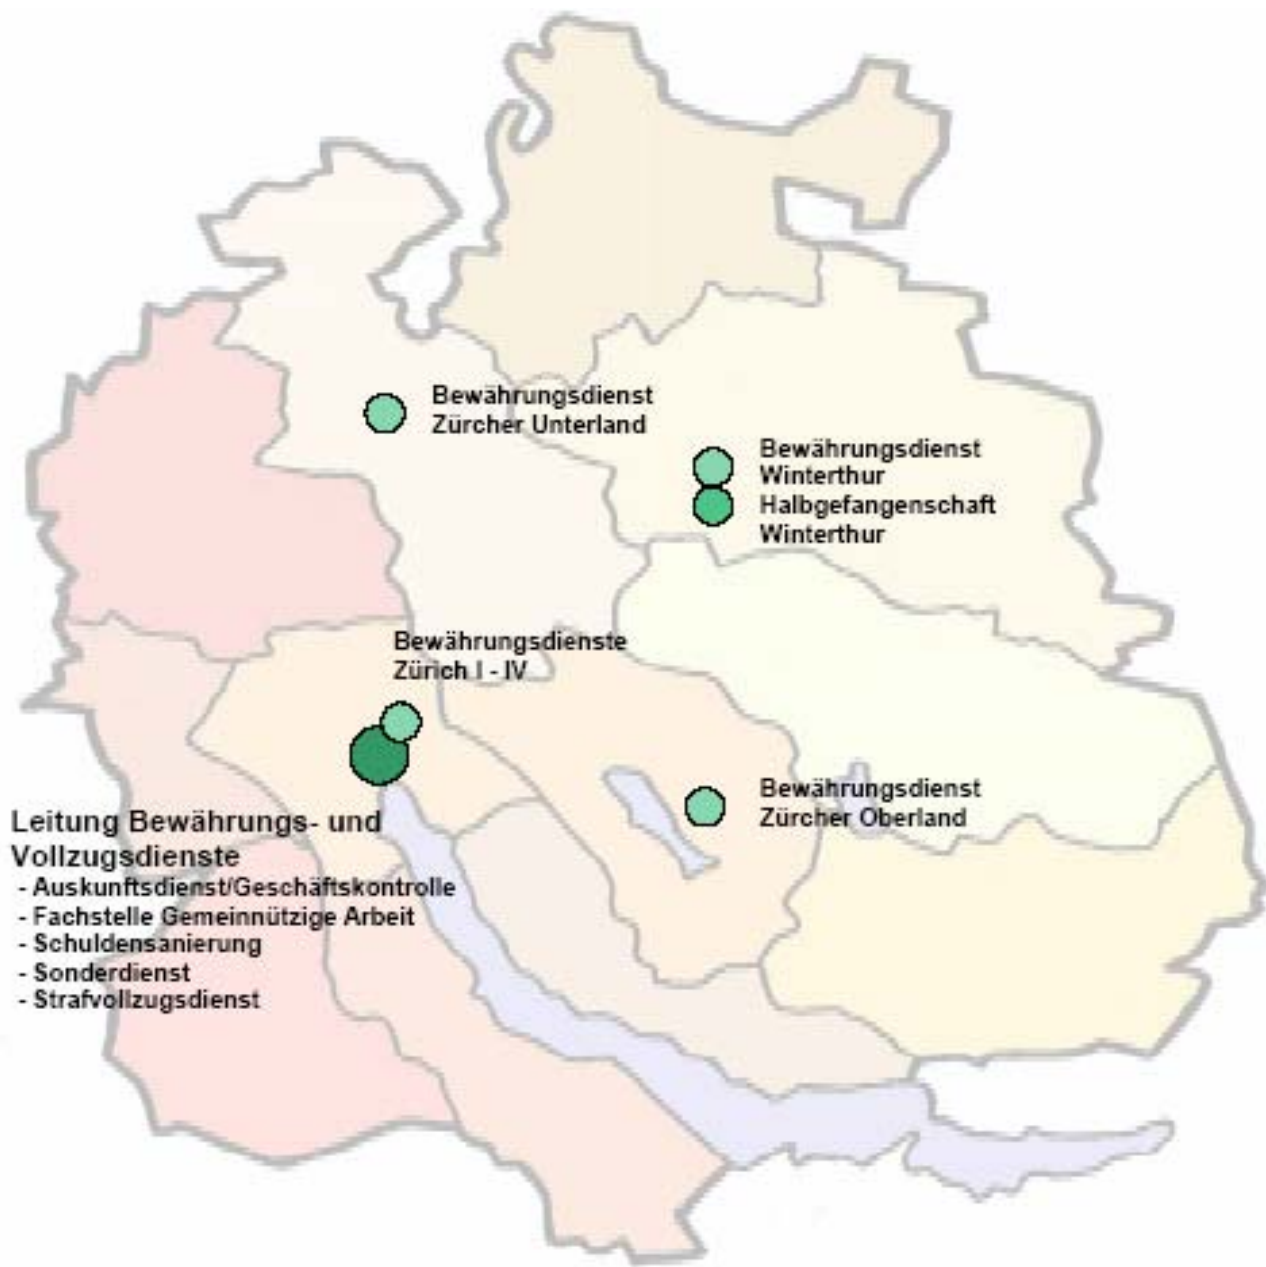 Bewährungsdienst
Zürcher Unterland
Bewährungsdienst
Winterthur
Halbgefangenschaft
Winterthur
Bewährungsdienste
Zürich I - IV
Bewährungsdienst
Zürcher Oberland
Leitung Bewährungs- und
Vollzugsdienste
- Auskunftsdienst/Geschäftskontrolle
- Fachstelle Gemeinnützige Arbeit
- Schuldensanierung
- Sonderdienst
- Strafvollzugsdienst